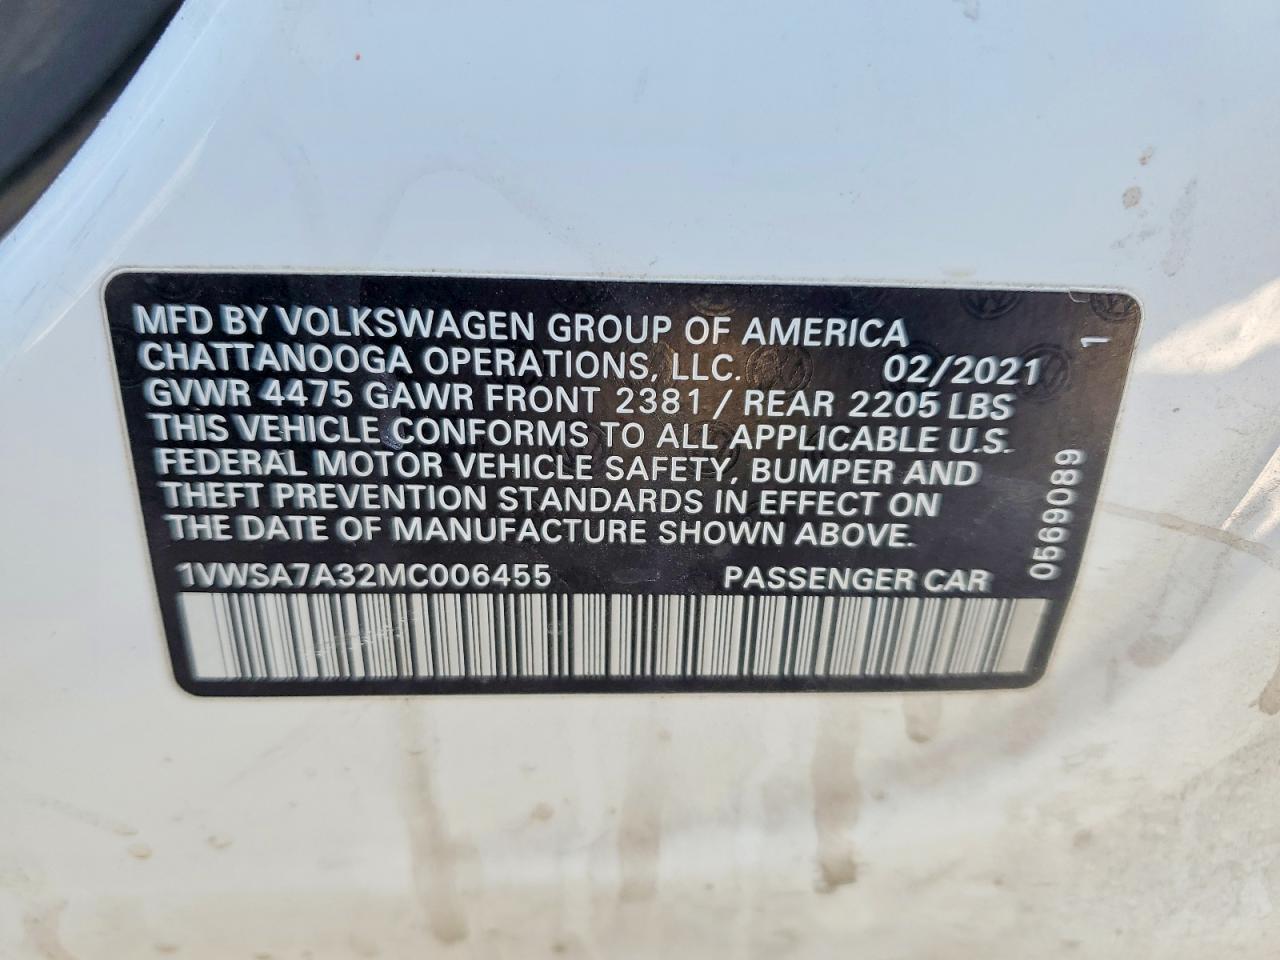 MFD BY VOLKSWAGEN GROUP OF AMERICA
CHATTANOOGA OPERATIONS, LLC. 02/2021
GVWR 4475 GAWR FRONT 2381 / REAR 2205 LBS
THIS VEHICLE CONFORMS TO ALL APPLICABLE U.S.
FEDERAL MOTOR VEHICLE SAFETY, BUMPER AND
THEFT PREVENTION STANDARDS IN EFFECT ON
THE DATE OF MANUFACTURE SHOWN ABOVE.
1VWSA7A32MC006455 PASSENGER CAR
0569089
1